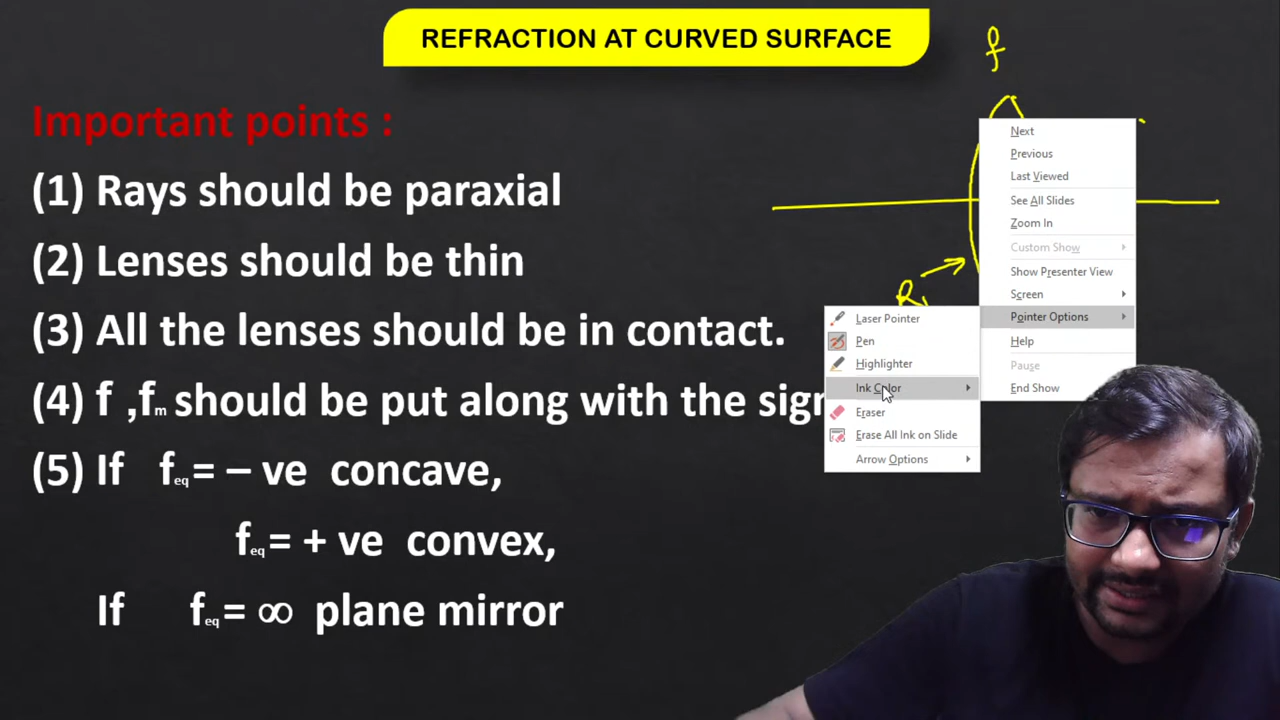 REFRACTION AT CURVED SURFACE
f
Important points :
(1) Rays should be paraxial
(2) Lenses should be thin
(3) All the lenses should be in contact.
(4) f ,fm should be put along with the sign
(5) If feq= – ve concave,
feq= + ve convex,
If feq= ∞ plane mirror
R
Next
Previous
Last Viewed
See All Slides
Zoom In
Custom Show
Show Presenter View
Screen
Pointer Options
Help
Pause
End Show
Laser Pointer
Pen
Highlighter
Ink Color
Eraser
Erase All Ink on Slide
Arrow Options